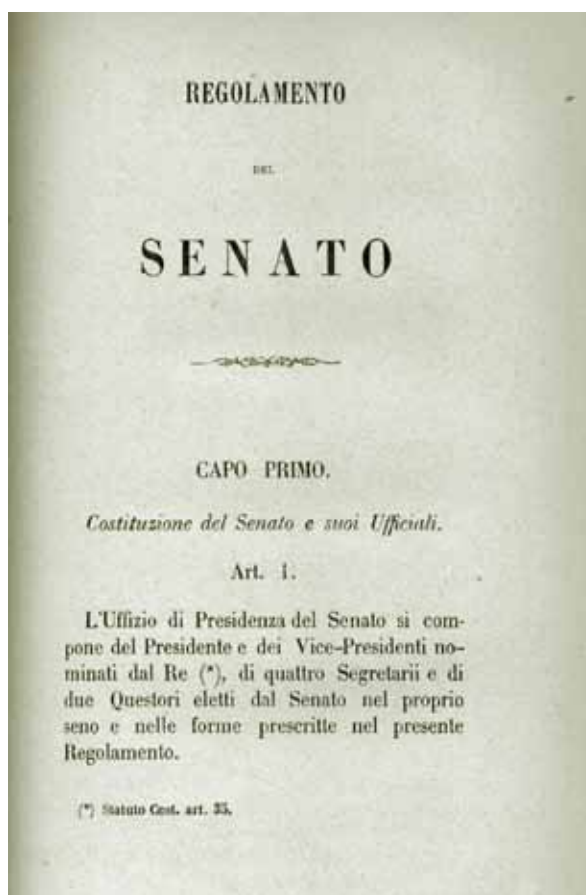 REGOLAMENTO
DEL
SENATO
CAPO PRIMO.
Costituzione del Senato e suoi Ufficiali.
Art. 1.
L'Uffizio di Presidenza del Senato si com-
pone del Presidente e dei Vice-Presidenti no-
minati dal Re (*), di quattro Segretarii e di
due Questori eletti dal Senato nel proprio
seno e nelle forme prescritte nel presente
Regolamento.
(*) Statuto Cost. art. 35.